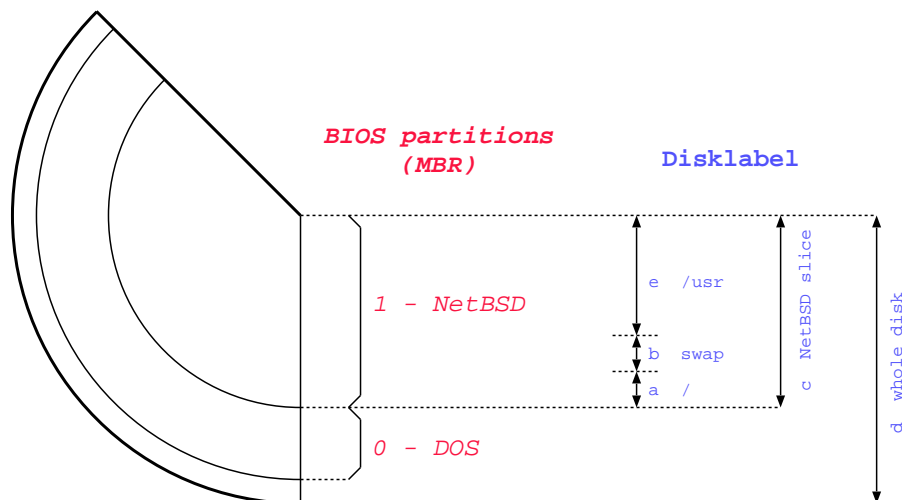 BIOS partitions
(MBR)
Disklabel
1 - NetBSD
0 - DOS
e /usr
b swap
a /
c NetBSD slice
d whole disk